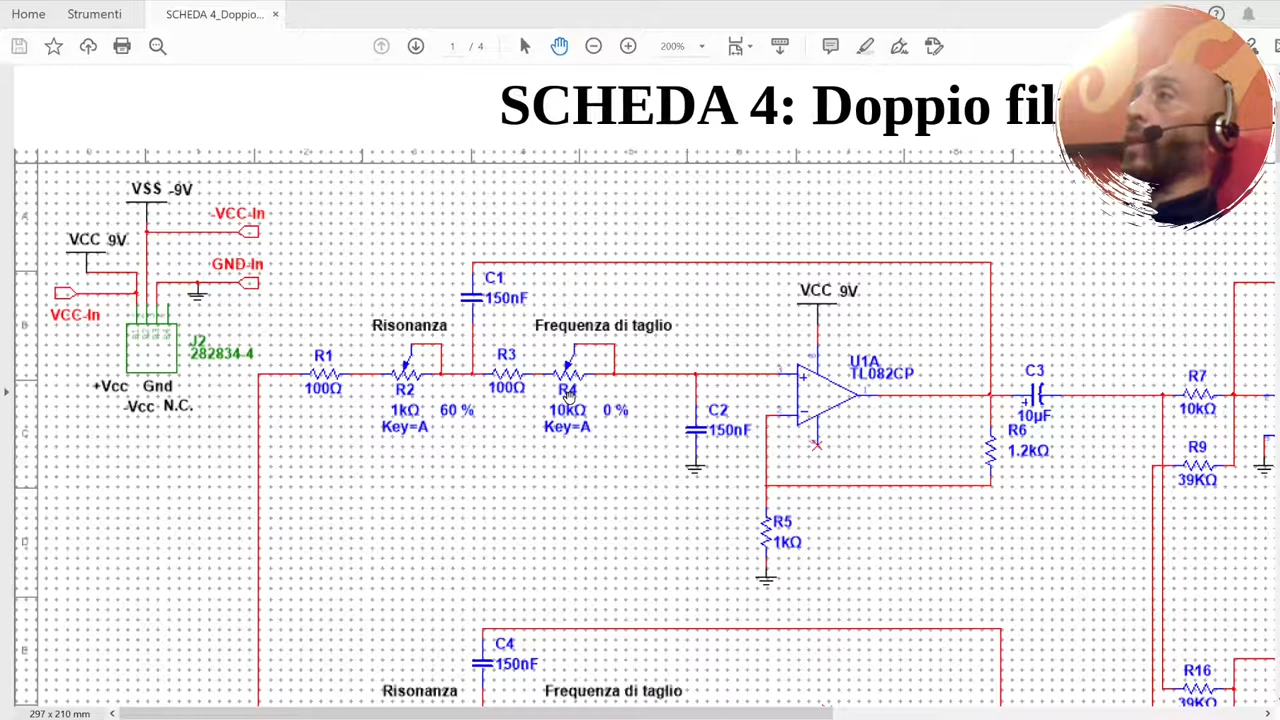 Home Strumenti SCHEDA 4_Doppio... ×
1 / 4 200%
SCHEDA 4: Doppio fil
VSS -9V
-VCC-In
VCC 9V
GND-In
VCC-In
J2
282834-4
+Vcc Gnd
-Vcc N.C.
C1
150nF
Risonanza
Frequenza di taglio
R1
100Ω
R2
1kΩ 60 %
Key=A
R3
100Ω
R4
10kΩ 0 %
Key=A
C2
150nF
VCC 9V
U1A
TL082CP
3
2
1
C3
10µF
R6
1.2kΩ
R7
10kΩ
R9
39KΩ
R5
1kΩ
C4
150nF
Risonanza
Frequenza di taglio
R16
39KΩ
A
B
C
D
E
297 x 210 mm